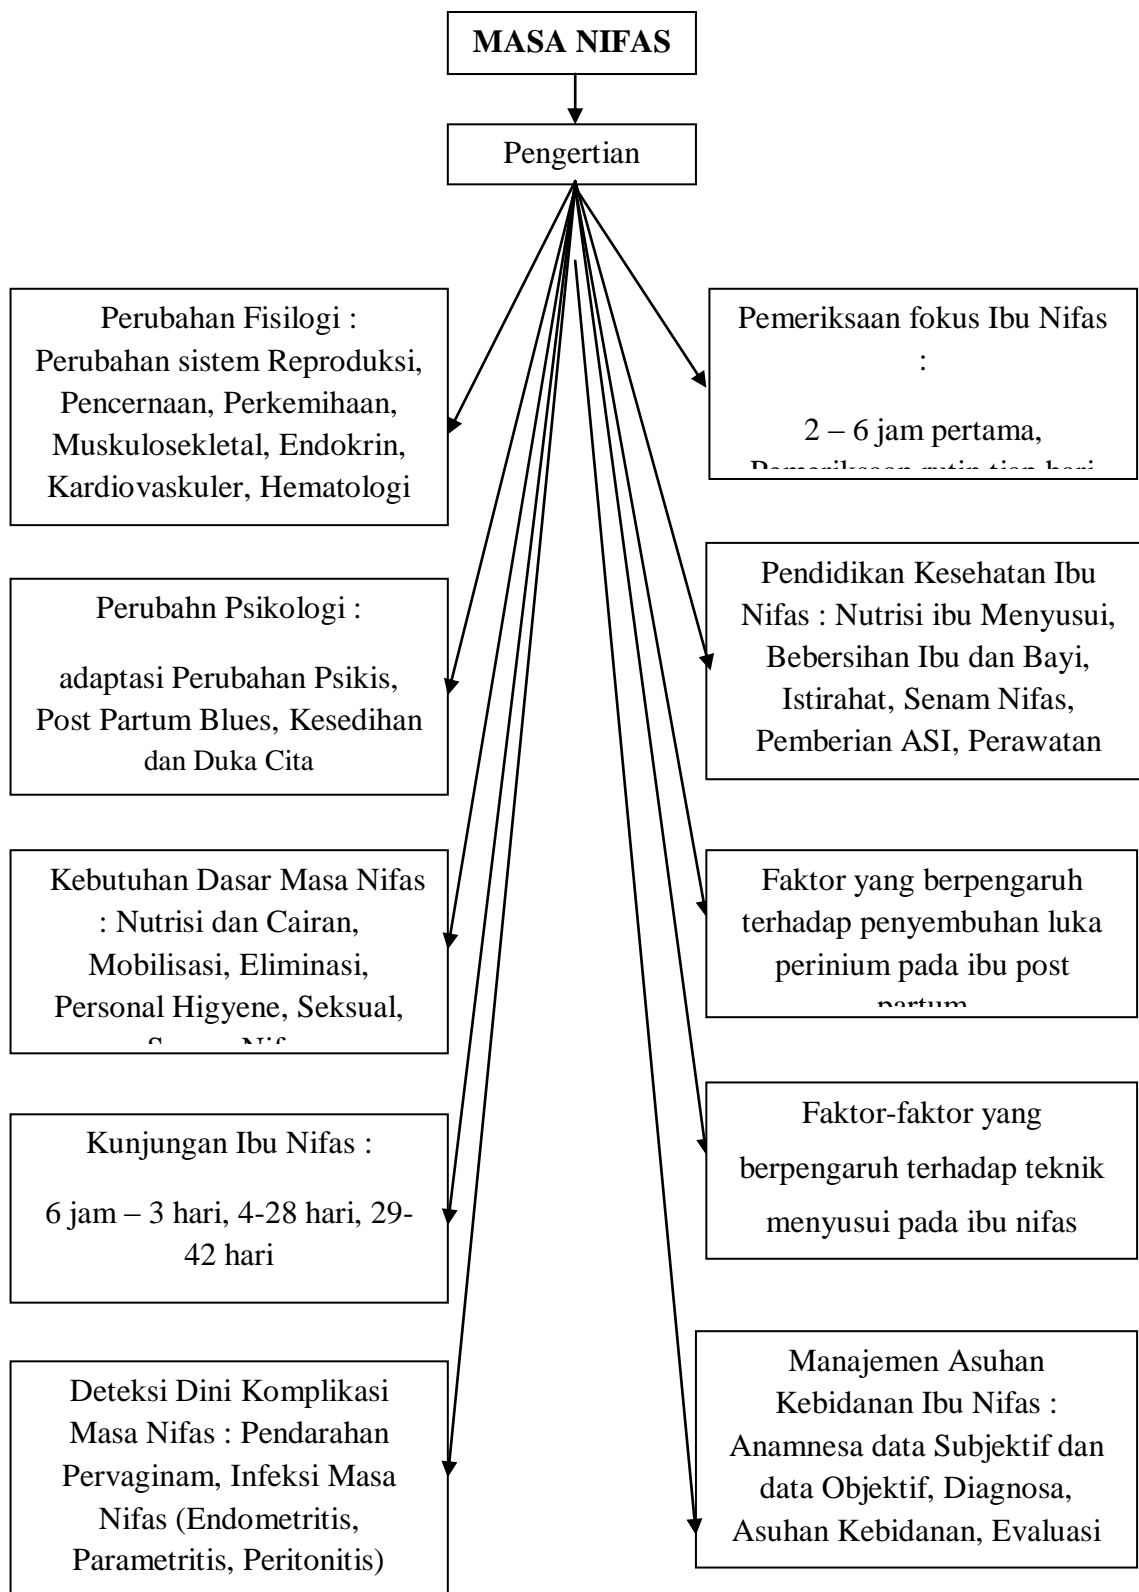 MASA NIFAS
Pengertian
Perubahan Fisilogi :
Perubahan sistem Reproduksi,
Pencernaan, Perkemihaan,
Muskulosekletal, Endokrin,
Kardiovaskuler, Hematologi
Perubahn Psikologi :
adaptasi Perubahan Psikis,
Post Partum Blues, Kesedihan
dan Duka Cita
Kebutuhan Dasar Masa Nifas
: Nutrisi dan Cairan,
Mobilisasi, Eliminasi,
Personal Higyene, Seksual,
Kunjungan Ibu Nifas :
6 jam – 3 hari, 4-28 hari, 29-
42 hari
Deteksi Dini Komplikasi
Masa Nifas : Pendarahan
Pervaginam, Infeksi Masa
Nifas (Endometritis,
Parametritis, Peritonitis)
Pemeriksaan fokus Ibu Nifas
:
2 – 6 jam pertama,
Pemeriksaan rutin tiap hari
Pendidikan Kesehatan Ibu
Nifas : Nutrisi ibu Menyusui,
Bebersihan Ibu dan Bayi,
Istirahat, Senam Nifas,
Pemberian ASI, Perawatan
Faktor yang berpengaruh
terhadap penyembuhan luka
perinium pada ibu post
partum
Faktor-faktor yang
berpengaruh terhadap teknik
menyusui pada ibu nifas
Manajemen Asuhan
Kebidanan Ibu Nifas :
Anamnesa data Subjektif dan
data Objektif, Diagnosa,
Asuhan Kebidanan, Evaluasi